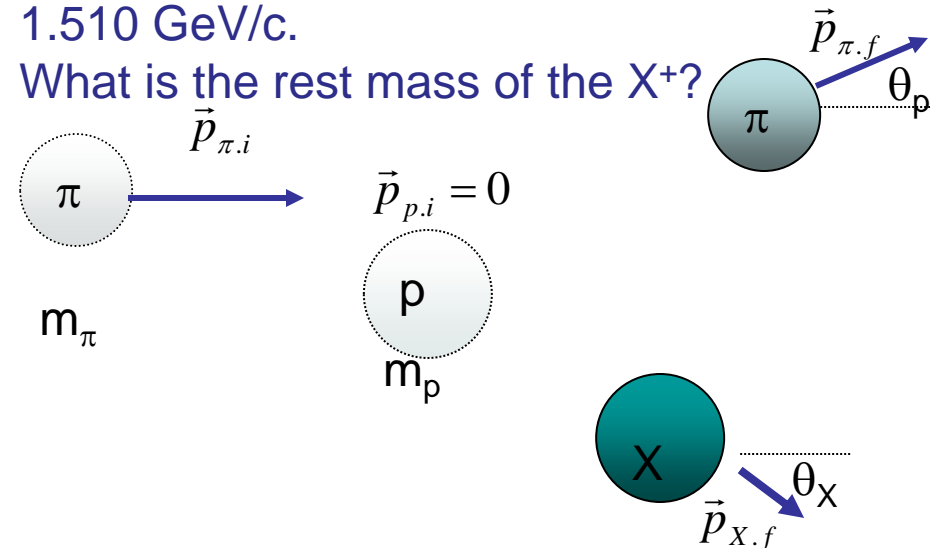 1.510 GeV/c.
What is the rest mass of the X⁺?
p⃗π.f
θp
π
p⃗π.i
π
p⃗p.i = 0
p
mπ
mp
X
θX
p⃗X.f